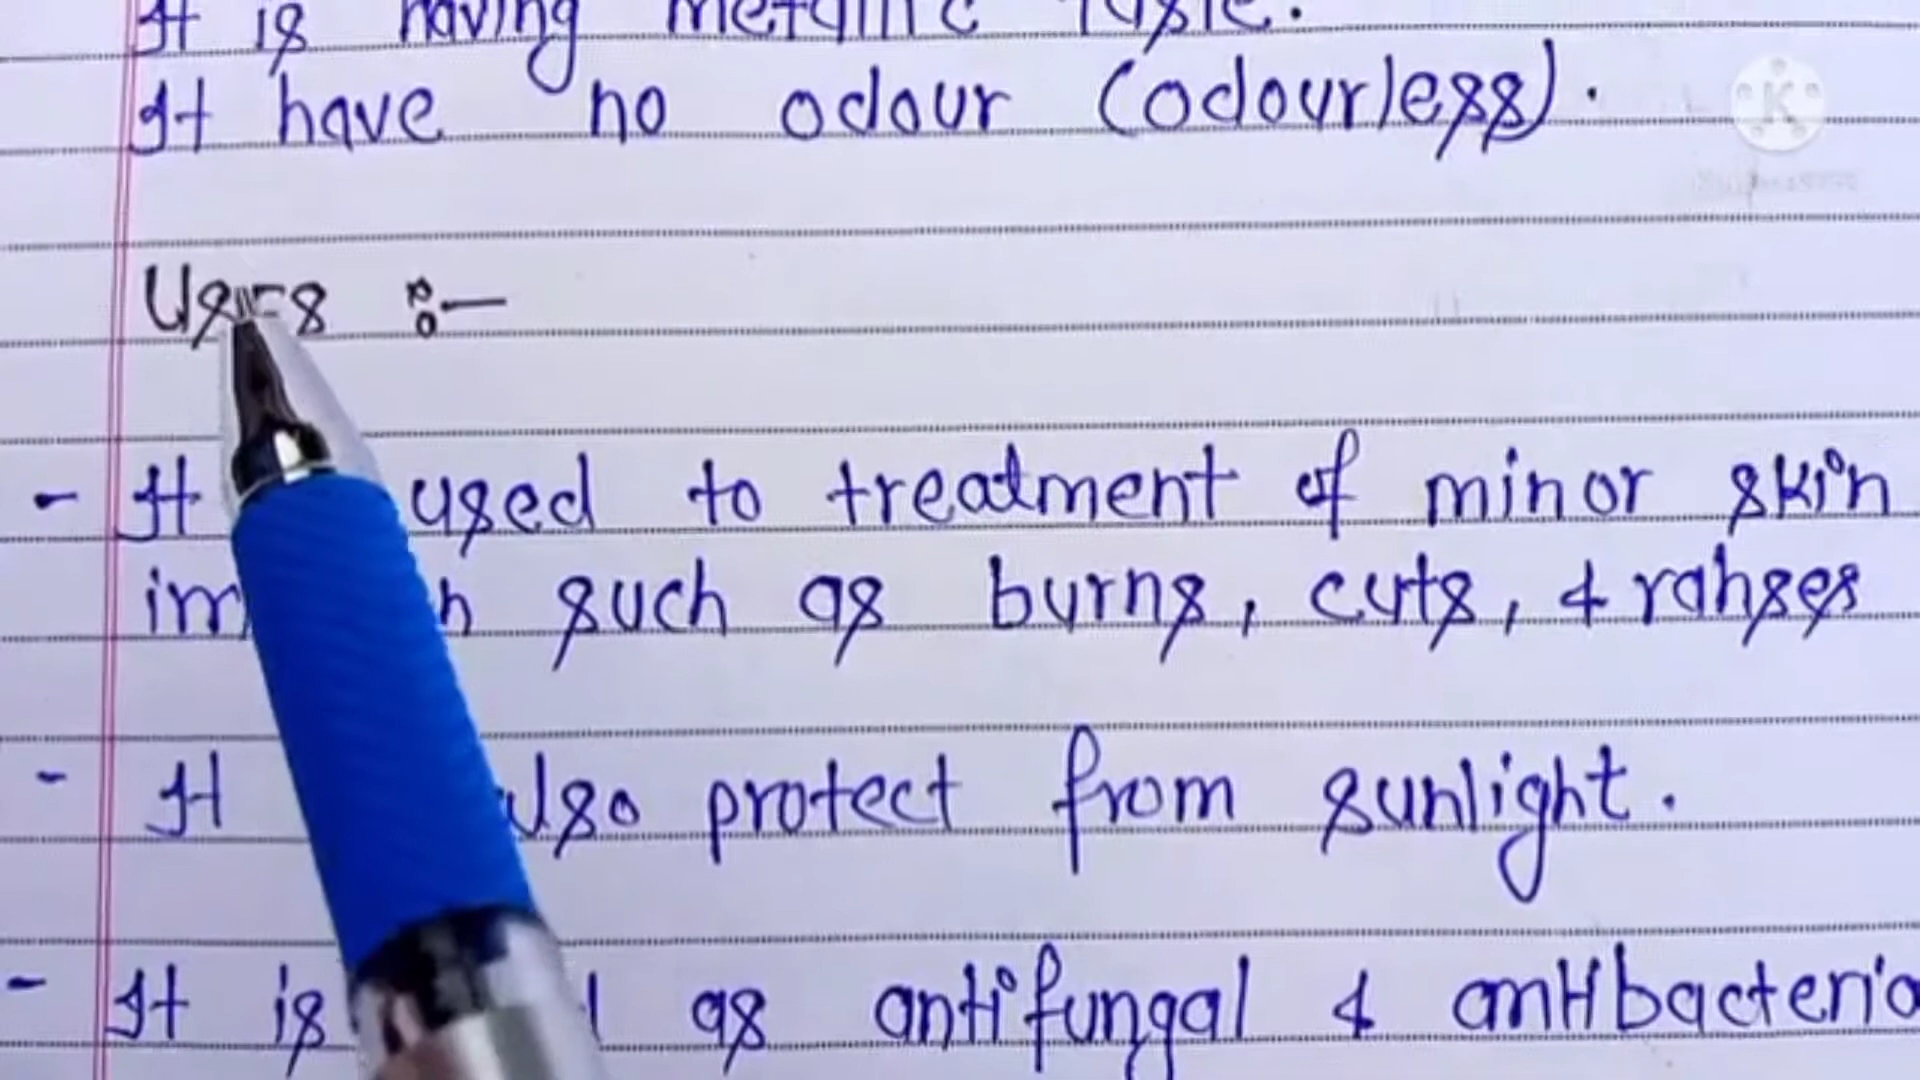 It is having metallic taste.
It have no odour (odourless).
K
Uses :-
- It used to treatment of minor skin
such as burns, cuts, & rahses
- It also protect from sunlight.
- It is as antifungal & antibacteria